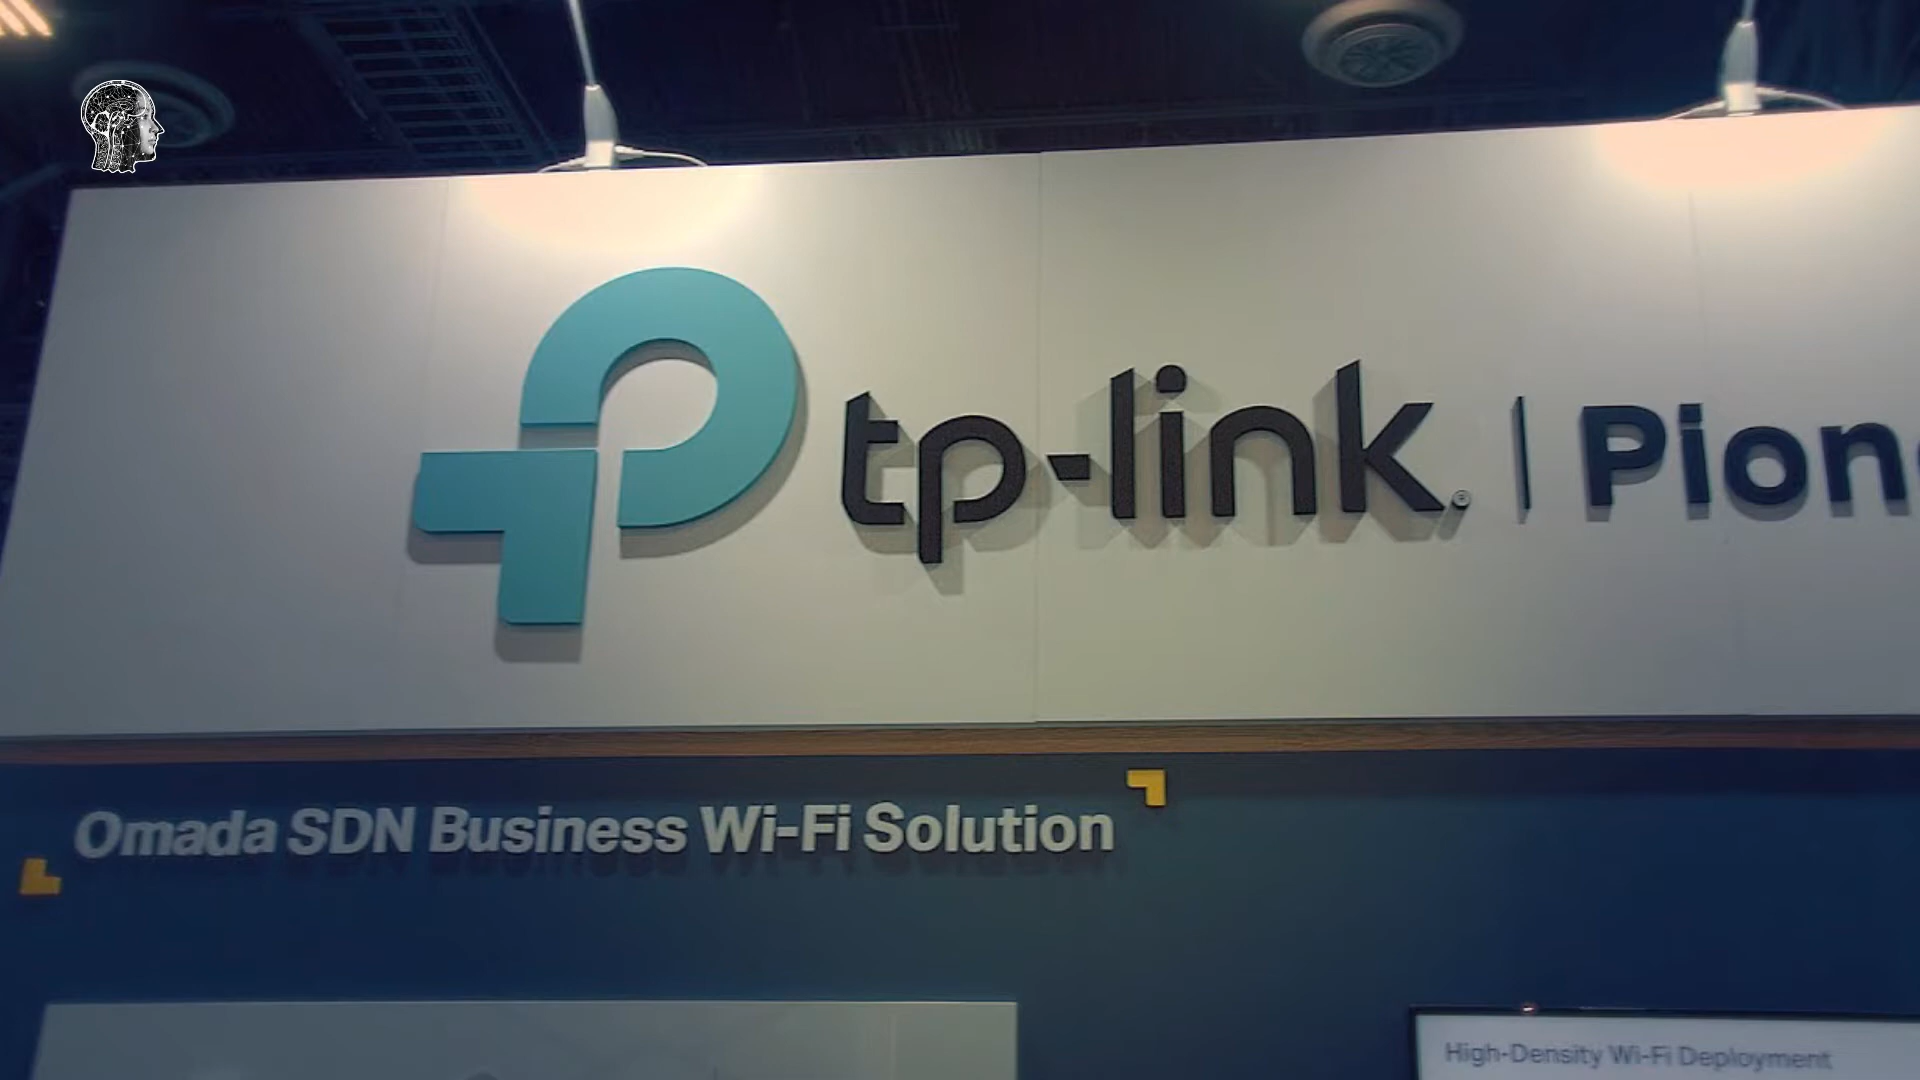 tp-link® | Pion
Omada SDN Business Wi-Fi Solution
High-Density Wi-Fi Deployment